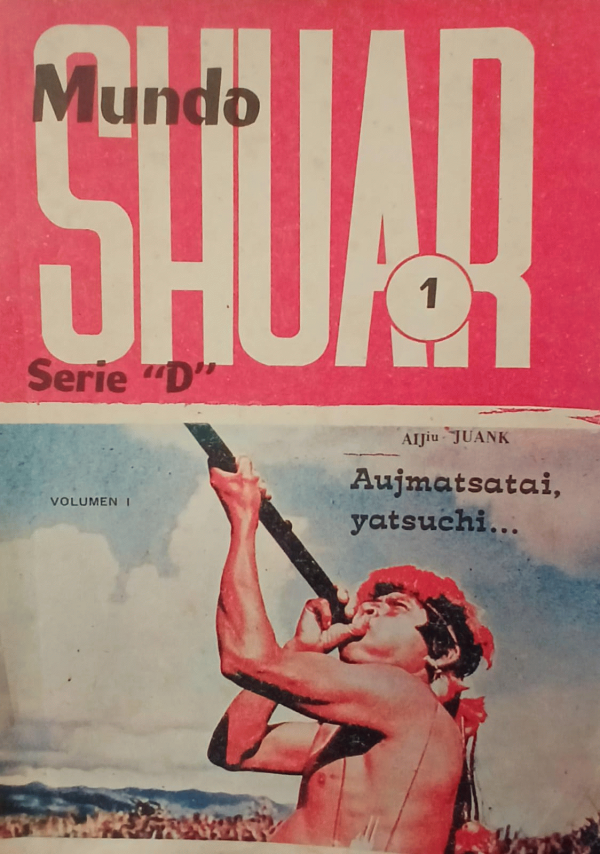 Mundo
SHUAR
1
Serie “D”
AIJiu - JUANK
Aujmatsatai,
yatsuchi...
VOLUMEN I